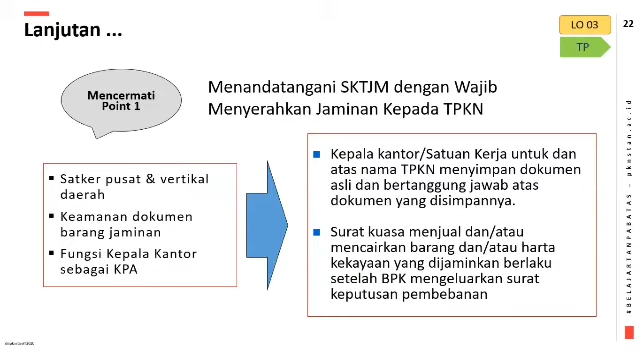 Lanjutan ...
LO 03
22
TP
Mencermati
Point 1
Menandatangani SKTJM dengan Wajib
Menyerahkan Jaminan Kepada TPKN
▪ Satker pusat & vertikal
daerah
▪ Keamanan dokumen
barang jaminan
▪ Fungsi Kepala Kantor
sebagai KPA
■ Kepala kantor/Satuan Kerja untuk dan
atas nama TPKN menyimpan dokumen
asli dan bertanggung jawab atas
dokumen yang disimpannya.
■ Surat kuasa menjual dan/atau
mencairkan barang dan/atau harta
kekayaan yang dijaminkan berlaku
setelah BPK mengeluarkan surat
keputusan pembebanan
#BELAJARTANPABATAS - pknstan.ac.id